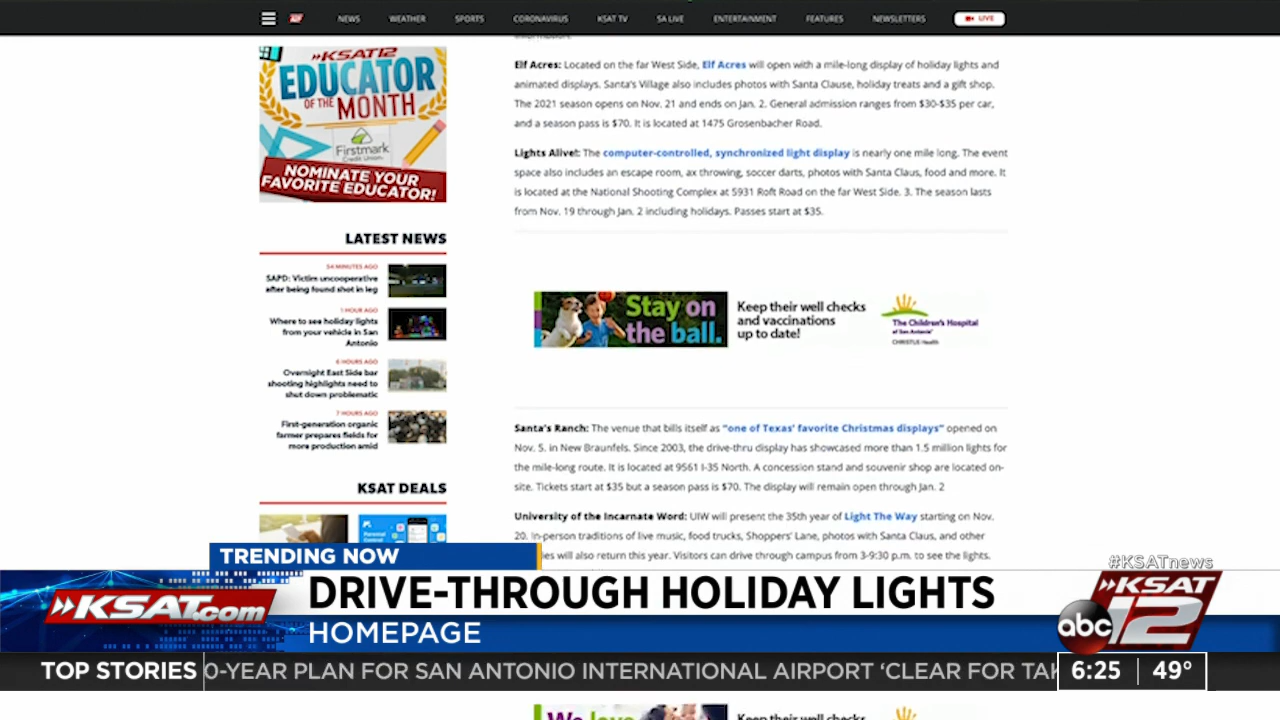 NEWS WEATHER SPORTS CORONAVIRUS KSAT TV SA LIVE ENTERTAINMENT FEATURES NEWSLETTERS LIVE
KSAT12
EDUCATOR
OF THE
MONTH
Firstmark
Credit Union
NOMINATE YOUR
FAVORITE EDUCATOR!
LATEST NEWS
54 MINUTES AGO
SAPD: Victim uncooperative
after being found shot in leg
1 HOUR AGO
Where to see holiday lights
from your vehicle in San
Antonio
6 HOURS AGO
Overnight East Side bar
shooting highlights need to
shut down problematic
7 HOURS AGO
First-generation organic
farmer prepares fields for
more production amid
KSAT DEALS
Elf Acres: Located on the far West Side, Elf Acres will open with a mile-long display of holiday lights and
animated displays. Santa's Village also includes photos with Santa Clause, holiday treats and a gift shop.
The 2021 season opens on Nov. 21 and ends on Jan. 2. General admission ranges from $30-$35 per car,
and a season pass is $70. It is located at 1475 Grosenbacher Road.
Lights Alive!: The computer-controlled, synchronized light display is nearly one mile long. The event
space also includes an escape room, ax throwing, soccer darts, photos with Santa Claus, food and more. It
is located at the National Shooting Complex at 5931 Roft Road on the far West Side. 3. The season lasts
from Nov. 19 through Jan. 2 including holidays. Passes start at $35.
Stay on
the ball.
Keep their well checks
and vaccinations
up to date!
The Children's Hospital
of San Antonio
CHRISTUS Health
Santa's Ranch: The venue that bills itself as "one of Texas' favorite Christmas displays" opened on
Nov. 5. in New Braunfels. Since 2003, the drive-thru display has showcased more than 1.5 million lights for
the mile-long route. It is located at 9561 I-35 North. A concession stand and souvenir shop are located on-
site. Tickets start at $35 but a season pass is $70. The display will remain open through Jan. 2
University of the Incarnate Word: UIW will present the 35th year of Light The Way starting on Nov.
20. In-person traditions of live music, food trucks, Shoppers' Lane, photos with Santa Claus, and other
will also return this year. Visitors can drive through campus from 3-9:30 p.m. to see the lights.
TRENDING NOW
#KSATnews
KSAT.com
DRIVE-THROUGH HOLIDAY LIGHTS
HOMEPAGE
abc
KSAT
12
TOP STORIES 0-YEAR PLAN FOR SAN ANTONIO INTERNATIONAL AIRPORT 'CLEAR FOR TAK
6:25 49°
Keep their well checks